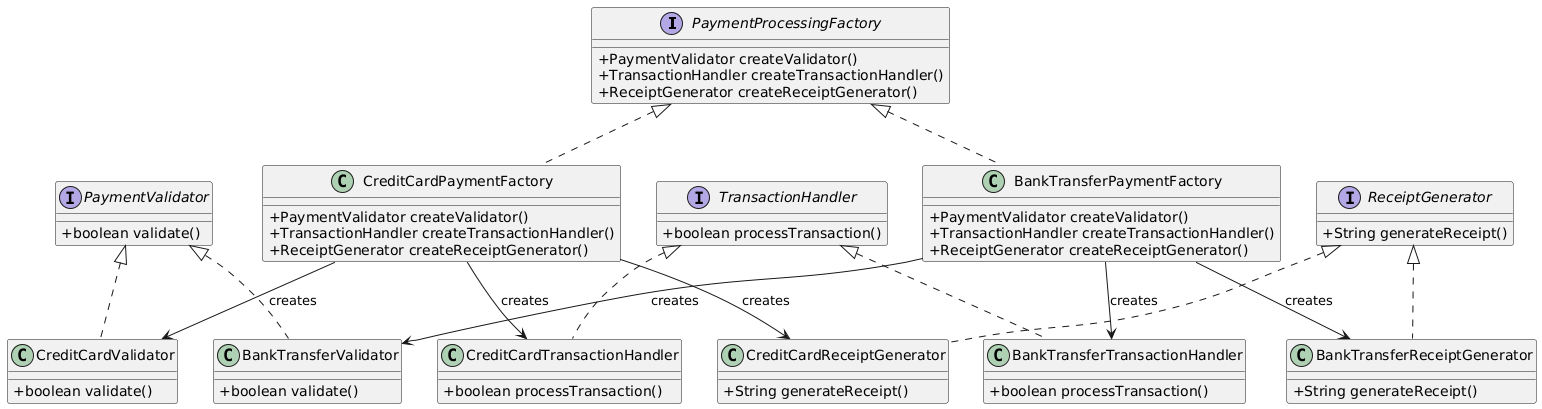 I PaymentProcessingFactory
+PaymentValidator createValidator()
+TransactionHandler createTransactionHandler()
+ReceiptGenerator createReceiptGenerator()
I PaymentValidator
+boolean validate()
C CreditCardPaymentFactory
+PaymentValidator createValidator()
+TransactionHandler createTransactionHandler()
+ReceiptGenerator createReceiptGenerator()
I TransactionHandler
+boolean processTransaction()
C BankTransferPaymentFactory
+PaymentValidator createValidator()
+TransactionHandler createTransactionHandler()
+ReceiptGenerator createReceiptGenerator()
I ReceiptGenerator
+String generateReceipt()
creates
creates
creates
creates
creates
creates
C CreditCardValidator
+boolean validate()
C BankTransferValidator
+boolean validate()
C CreditCardTransactionHandler
+boolean processTransaction()
C CreditCardReceiptGenerator
+String generateReceipt()
C BankTransferTransactionHandler
+boolean processTransaction()
C BankTransferReceiptGenerator
+String generateReceipt()